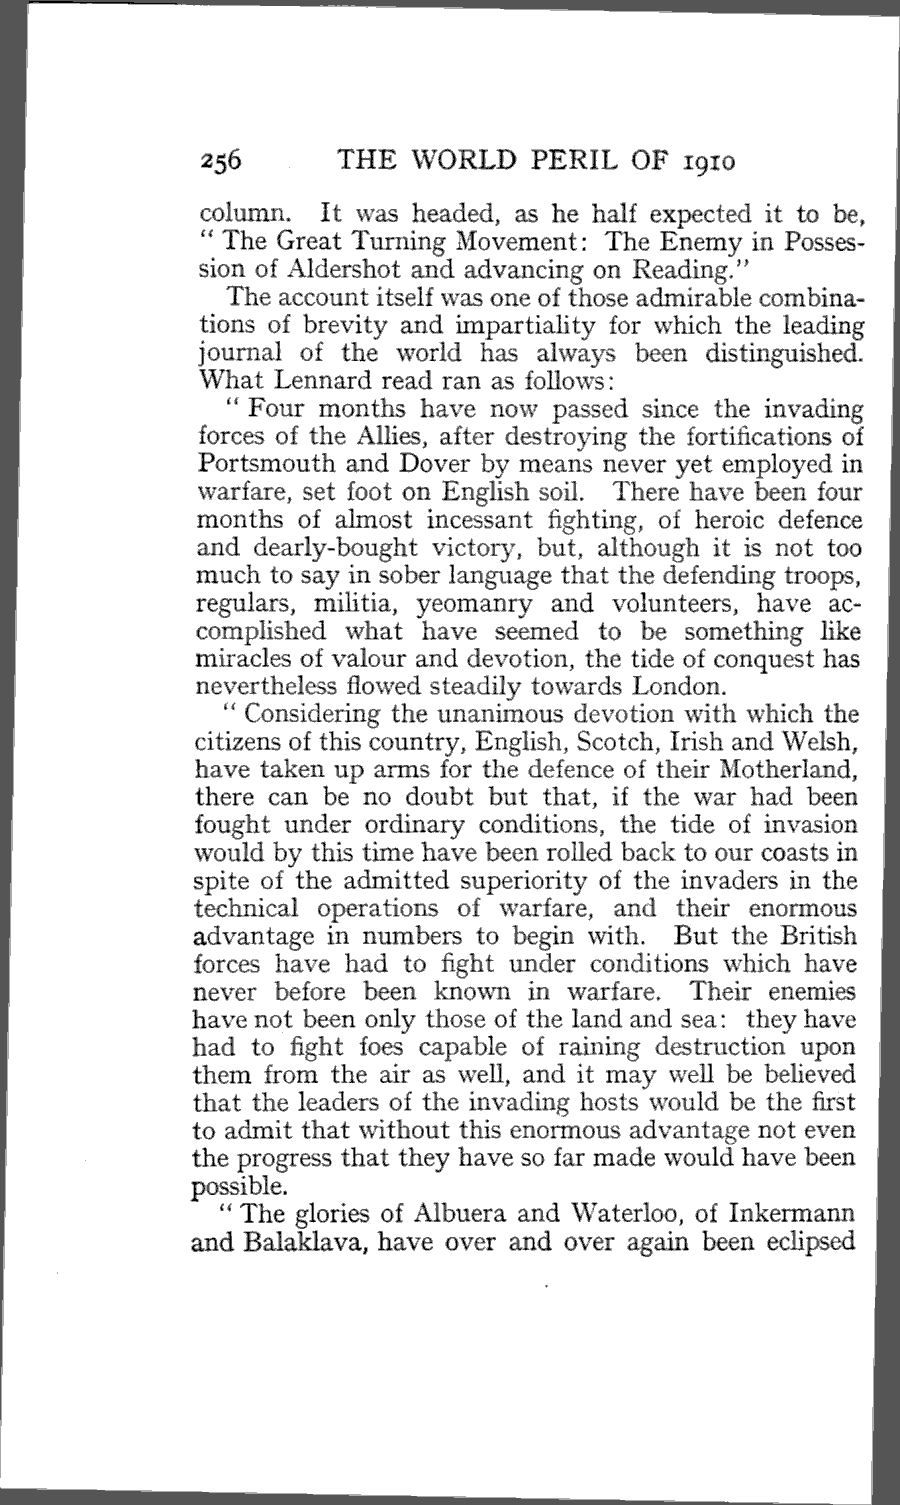 256 THE WORLD PERIL OF 1910
column. It was headed, as he half expected it to be,
“ The Great Turning Movement: The Enemy in Posses-
sion of Aldershot and advancing on Reading.”
The account itself was one of those admirable combina-
tions of brevity and impartiality for which the leading
journal of the world has always been distinguished.
What Lennard read ran as follows:
“ Four months have now passed since the invading
forces of the Allies, after destroying the fortifications of
Portsmouth and Dover by means never yet employed in
warfare, set foot on English soil. There have been four
months of almost incessant fighting, of heroic defence
and dearly-bought victory, but, although it is not too
much to say in sober language that the defending troops,
regulars, militia, yeomanry and volunteers, have ac-
complished what have seemed to be something like
miracles of valour and devotion, the tide of conquest has
nevertheless flowed steadily towards London.
“ Considering the unanimous devotion with which the
citizens of this country, English, Scotch, Irish and Welsh,
have taken up arms for the defence of their Motherland,
there can be no doubt but that, if the war had been
fought under ordinary conditions, the tide of invasion
would by this time have been rolled back to our coasts in
spite of the admitted superiority of the invaders in the
technical operations of warfare, and their enormous
advantage in numbers to begin with. But the British
forces have had to fight under conditions which have
never before been known in warfare. Their enemies
have not been only those of the land and sea: they have
had to fight foes capable of raining destruction upon
them from the air as well, and it may well be believed
that the leaders of the invading hosts would be the first
to admit that without this enormous advantage not even
the progress that they have so far made would have been
possible.
“ The glories of Albuera and Waterloo, of Inkermann
and Balaklava, have over and over again been eclipsed